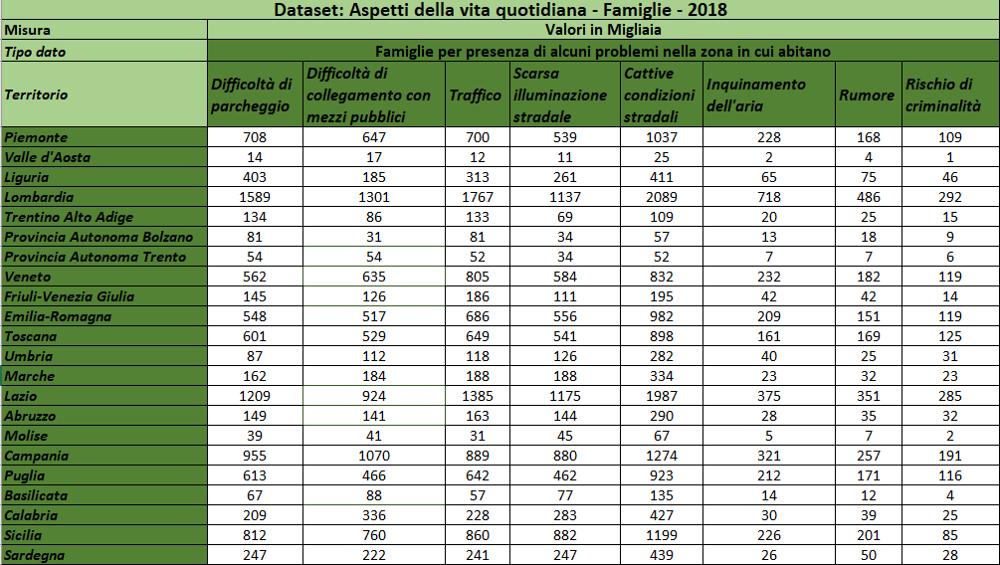 Dataset: Aspetti della vita quotidiana - Famiglie - 2018
Misura Valori in Migliaia
Tipo dato Famiglie per presenza di alcuni problemi nella zona in cui abitano
Territorio Difficoltà di parcheggio Difficoltà di collegamento con mezzi pubblici Traffico Scarsa illuminazione stradale Cattive condizioni stradali Inquinamento dell'aria Rumore Rischio di criminalità
Piemonte 708 647 700 539 1037 228 168 109
Valle d'Aosta 14 17 12 11 25 2 4 1
Liguria 403 185 313 261 411 65 75 46
Lombardia 1589 1301 1767 1137 2089 718 486 292
Trentino Alto Adige 134 86 133 69 109 20 25 15
Provincia Autonoma Bolzano 81 31 81 34 57 13 18 9
Provincia Autonoma Trento 54 54 52 34 52 7 7 6
Veneto 562 635 805 584 832 232 182 119
Friuli-Venezia Giulia 145 126 186 111 195 42 42 14
Emilia-Romagna 548 517 686 556 982 209 151 119
Toscana 601 529 649 541 898 161 169 125
Umbria 87 112 118 126 282 40 25 31
Marche 162 184 188 188 334 23 32 23
Lazio 1209 924 1385 1175 1987 375 351 285
Abruzzo 149 141 163 144 290 28 35 32
Molise 39 41 31 45 67 5 7 2
Campania 955 1070 889 880 1274 321 257 191
Puglia 613 466 642 462 923 212 171 116
Basilicata 67 88 57 77 135 14 12 4
Calabria 209 336 228 283 427 30 39 25
Sicilia 812 760 860 882 1199 226 201 85
Sardegna 247 222 241 247 439 26 50 28